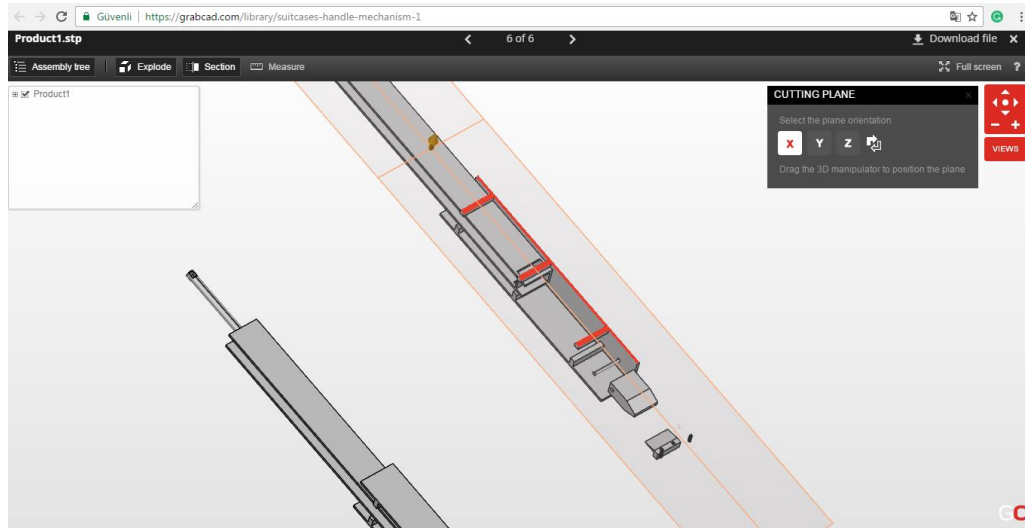 Güvenli | https://grabcad.com/library/suitcases-handle-mechanism-1
Product1.stp
6 of 6
Download file
Assembly tree
Explode
Section
Measure
Full screen ?
Product1
CUTTING PLANE
Select the plane orientation
X Y Z
Drag the 3D manipulator to position the plane
VIEWS
GC